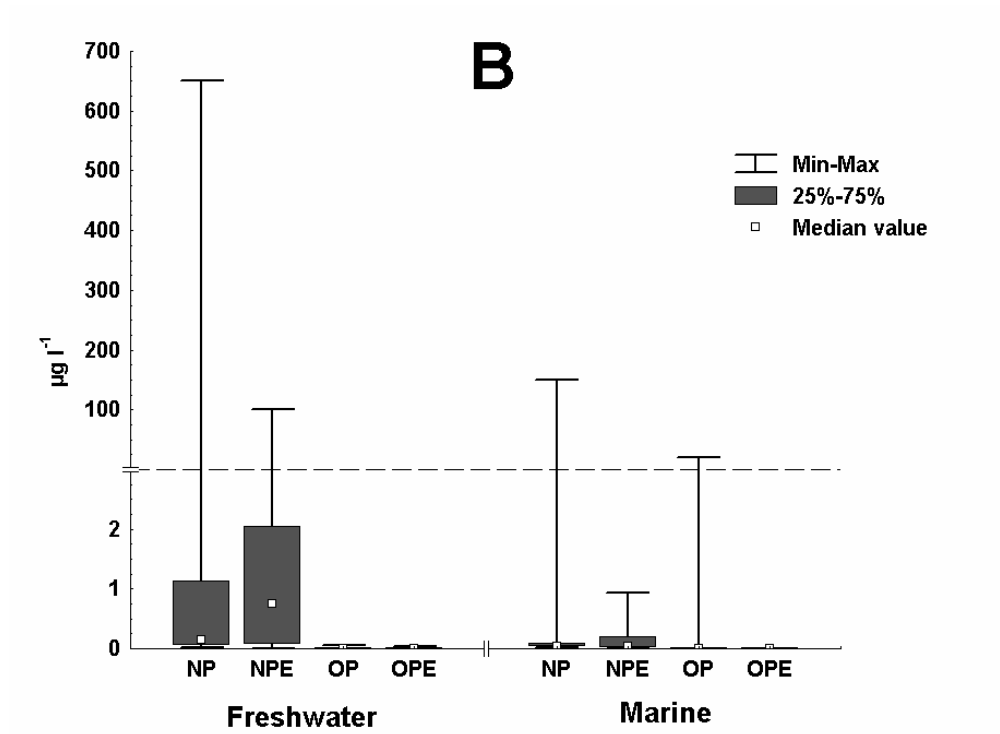 B
700
600
500
400
300
200
100
2
1
0
µg l-1
Min-Max
25%-75%
Median value
NP NPE OP OPE NP NPE OP OPE
Freshwater Marine